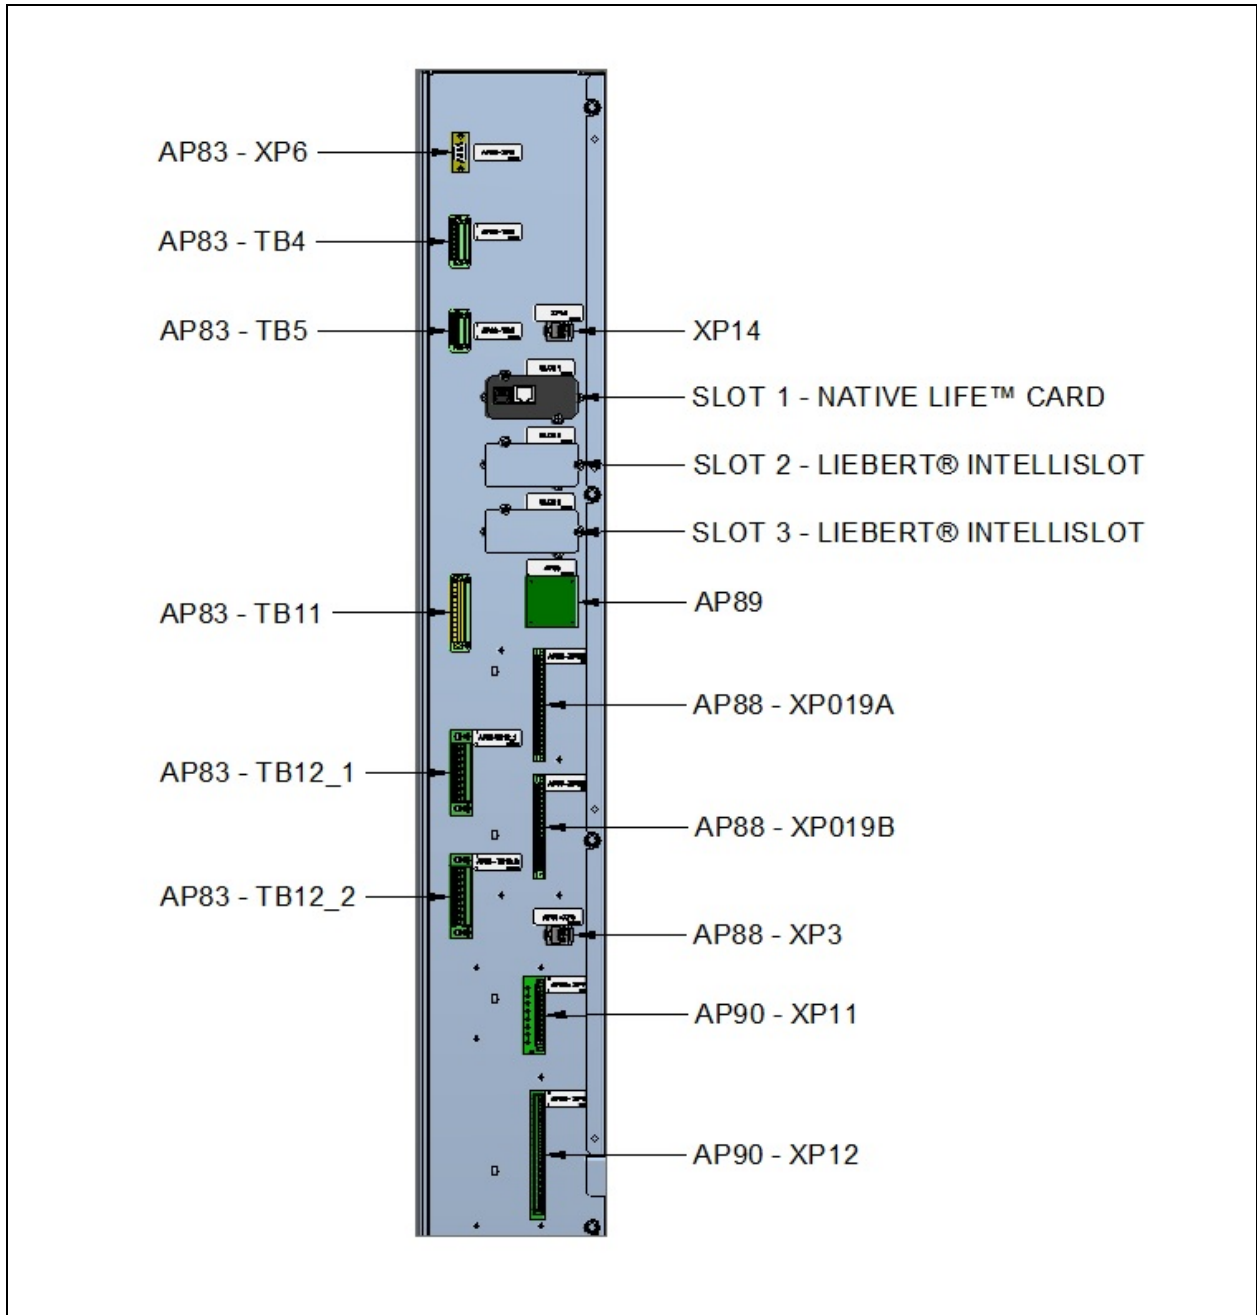 AP83 - XP6
AP83 - TB4
AP83 - TB5
XP14
SLOT 1 - NATIVE LIFE™ CARD
SLOT 2 - LIEBERT® INTELLISLOT
SLOT 3 - LIEBERT® INTELLISLOT
AP83 - TB11
AP89
AP88 - XP019A
AP83 - TB12_1
AP88 - XP019B
AP83 - TB12_2
AP88 - XP3
AP90 - XP11
AP90 - XP12